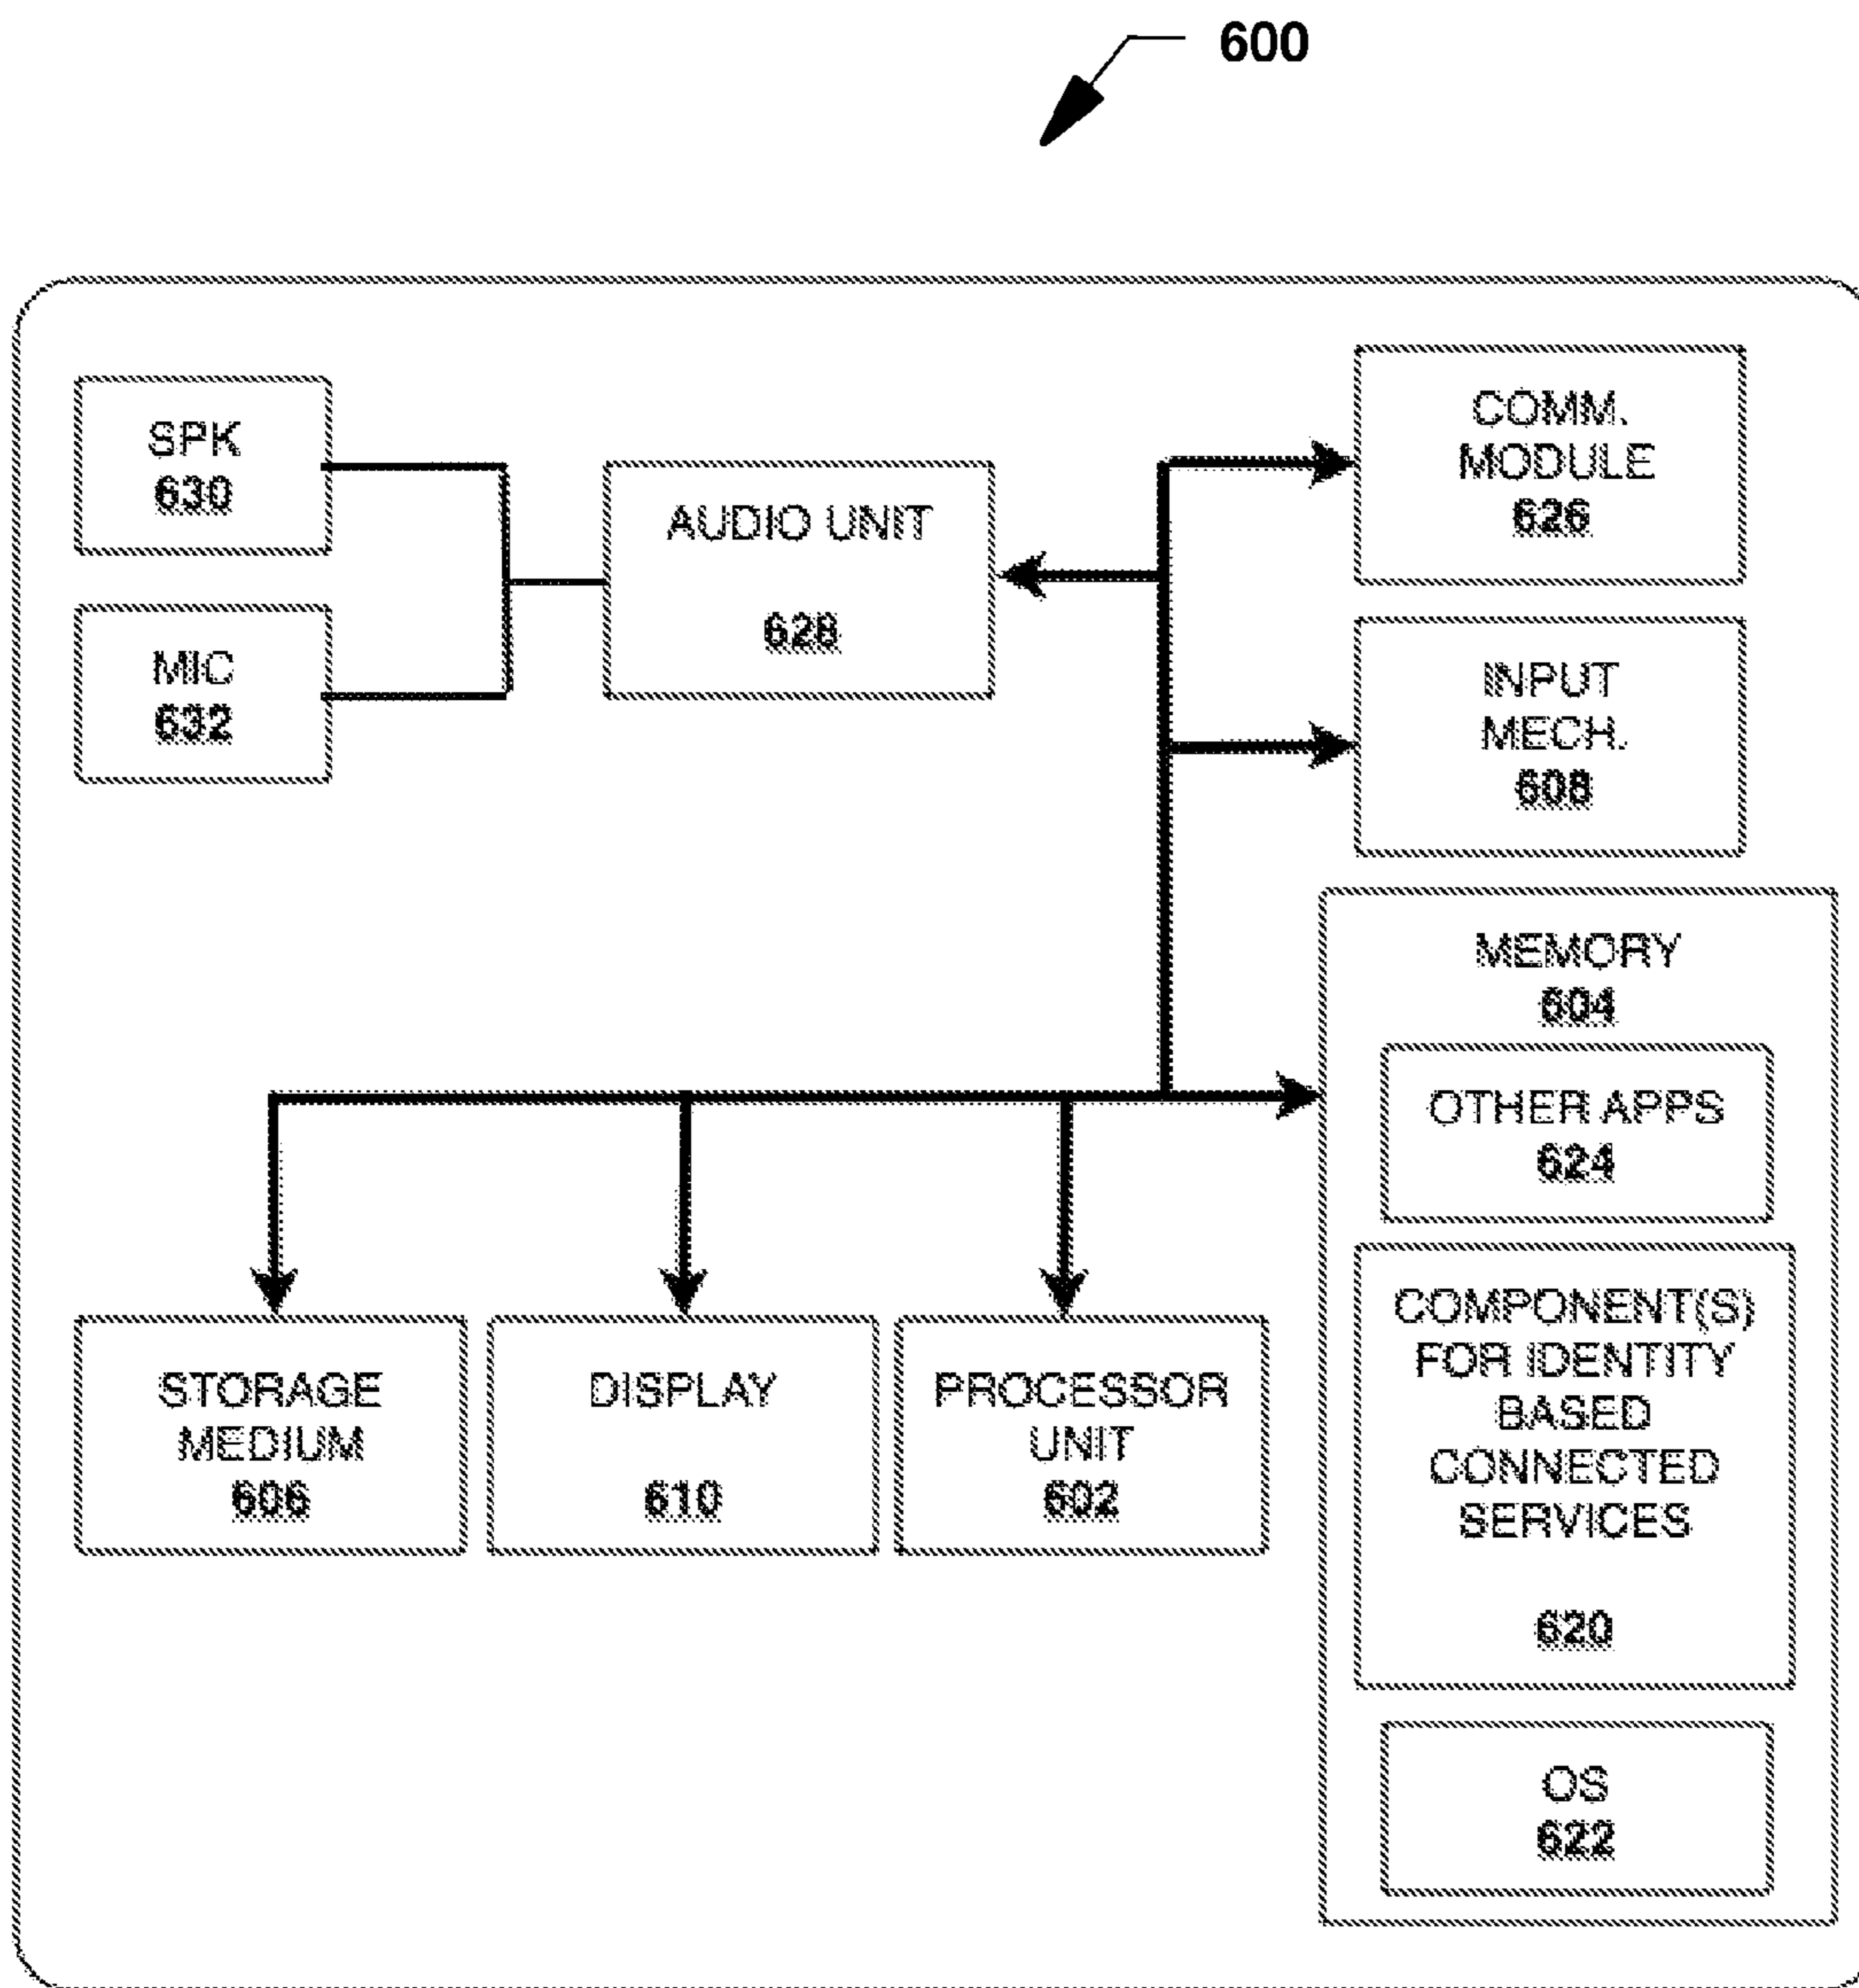 600
SPK
630
MIC
632
AUDIO UNIT
628
COMM.
MODULE
626
INPUT
MECH.
608
MEMORY
604
OTHER APPS
624
COMPONENT(S)
FOR IDENTITY
BASED
CONNECTED
SERVICES
620
OS
622
STORAGE
MEDIUM
606
DISPLAY
610
PROCESSOR
UNIT
602